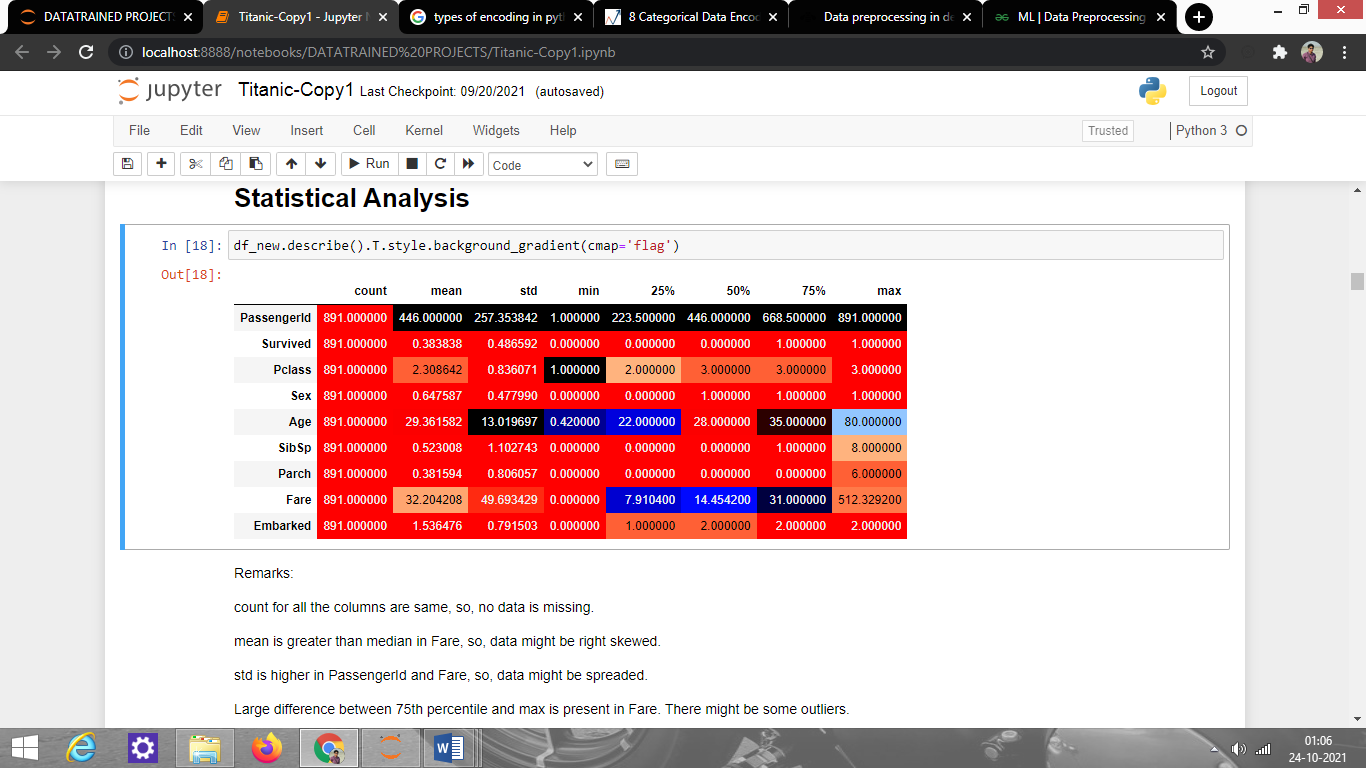 DATATRAINED PROJECTS
Titanic-Copy1 - Jupyter N
types of encoding in pyth
8 Categorical Data Encod
Data preprocessing in de
ML | Data Preprocessing
localhost:8888/notebooks/DATATRAINED%20PROJECTS/Titanic-Copy1.ipynb
jupyter Titanic-Copy1 Last Checkpoint: 09/20/2021 (autosaved)
Logout
File Edit View Insert Cell Kernel Widgets Help
Trusted
Python 3
Run
Code
Statistical Analysis
In [18]: df_new.describe().T.style.background_gradient(cmap='flag')
Out[18]:
count mean std min 25% 50% 75% max
PassengerId 891.000000 446.000000 257.353842 1.000000 223.500000 446.000000 668.500000 891.000000
Survived 891.000000 0.383838 0.486592 0.000000 0.000000 0.000000 1.000000 1.000000
Pclass 891.000000 2.308642 0.836071 1.000000 2.000000 3.000000 3.000000 3.000000
Sex 891.000000 0.647587 0.477990 0.000000 0.000000 1.000000 1.000000 1.000000
Age 891.000000 29.361582 13.019697 0.420000 22.000000 28.000000 35.000000 80.000000
SibSp 891.000000 0.523008 1.102743 0.000000 0.000000 0.000000 1.000000 8.000000
Parch 891.000000 0.381594 0.806057 0.000000 0.000000 0.000000 0.000000 6.000000
Fare 891.000000 32.204208 49.693429 0.000000 7.910400 14.454200 31.000000 512.329200
Embarked 891.000000 1.536476 0.791503 0.000000 1.000000 2.000000 2.000000 2.000000
Remarks:
count for all the columns are same, so, no data is missing.
mean is greater than median in Fare, so, data might be right skewed.
std is higher in PassengerId and Fare, so, data might be spreaded.
Large difference between 75th percentile and max is present in Fare. There might be some outliers.
01:06
24-10-2021